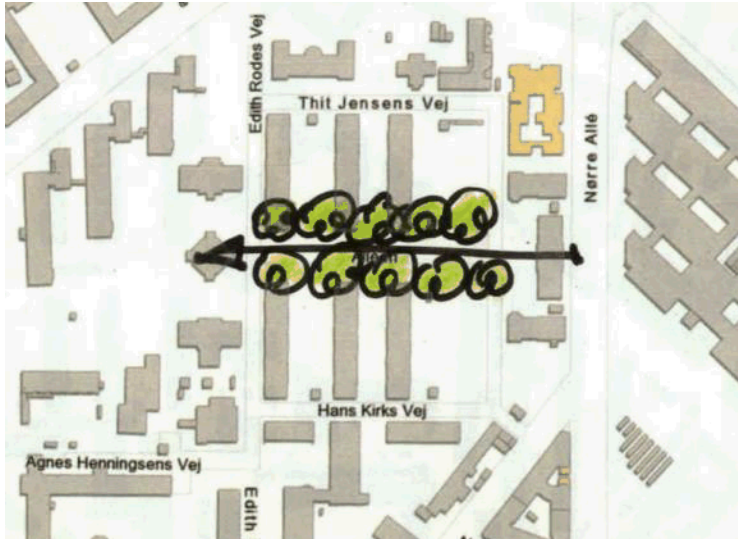 Edith Rodes Vej
Thit Jensens Vej
Nørre Allé
Hans Kirks Vej
Agnes Henningsens Vej
Edith